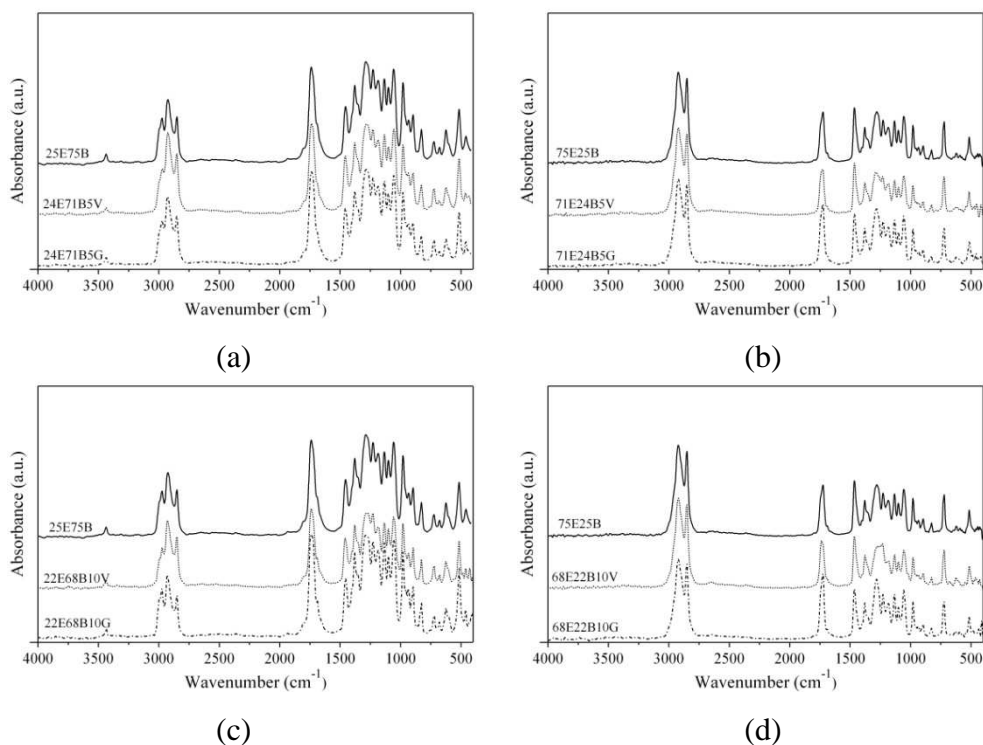 Absorbance (a.u.)
25E75B
24E71B5V
24E71B5G
4000 3500 3000 2500 2000 1500 1000 500
Wavenumber (cm-1)
(a)
Absorbance (a.u.)
75E25B
71E24B5V
71E24B5G
4000 3500 3000 2500 2000 1500 1000 500
Wavenumber (cm-1)
(b)
Absorbance (a.u.)
25E75B
22E68B10V
22E68B10G
4000 3500 3000 2500 2000 1500 1000 500
Wavenumber (cm-1)
(c)
Absorbance (a.u.)
75E25B
68E22B10V
68E22B10G
4000 3500 3000 2500 2000 1500 1000 500
Wavenumber (cm-1)
(d)